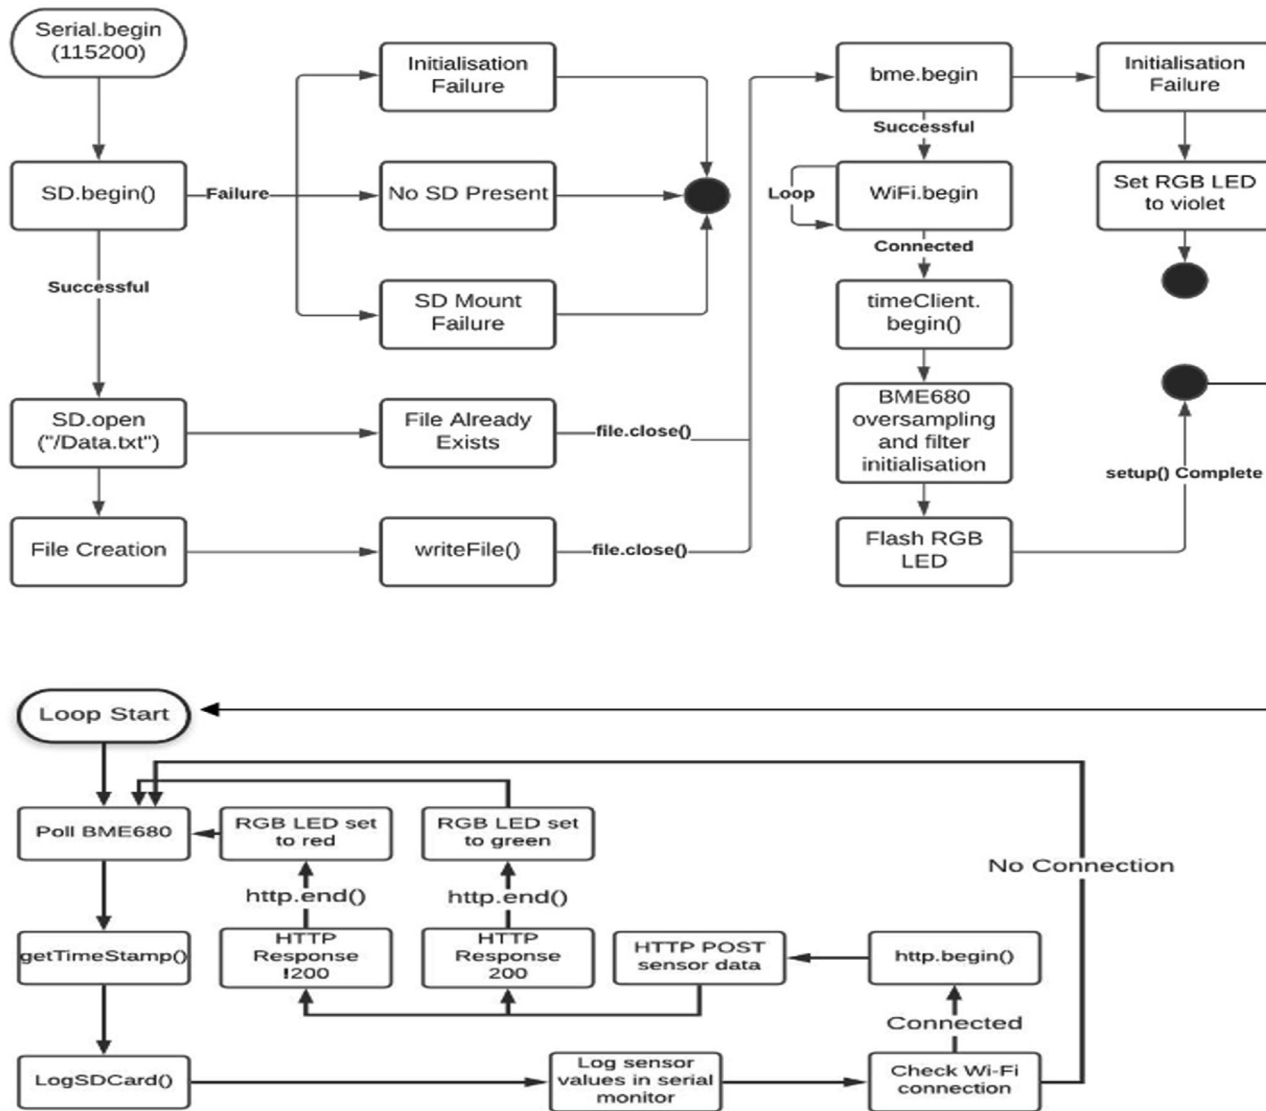 Serial.begin
(115200)
Initialisation
Failure
bme.begin
Initialisation
Failure
Successful
SD.begin()
Failure
No SD Present
Loop
WiFi.begin
Set RGB LED
to violet
Connected
Successful
SD Mount
Failure
timeClient.
begin()
SD.open
("/Data.txt")
File Already
Exists
file.close()
BME680
oversampling
and filter
initialisation
setup() Complete
File Creation
writeFile()
file.close()
Flash RGB
LED
Loop Start
Poll BME680
RGB LED set
to red
RGB LED set
to green
No Connection
http.end()
http.end()
getTimeStamp()
HTTP
Response
!200
HTTP
Response
200
HTTP POST
sensor data
http.begin()
Connected
LogSDCard()
Log sensor
values in serial
monitor
Check Wi-Fi
connection